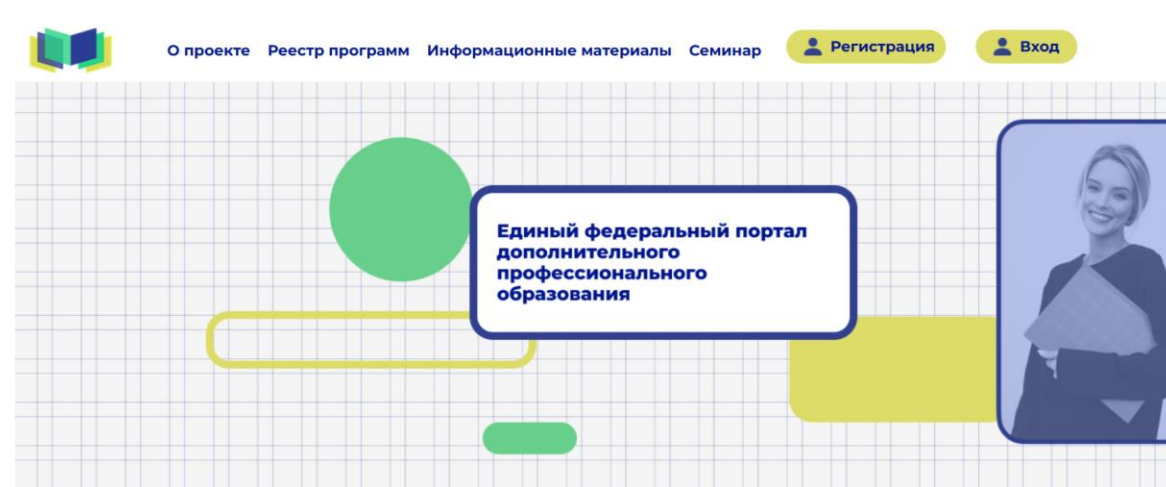 О проекте Реестр программ Информационные материалы Семинар Регистрация Вход
Единый федеральный портал
дополнительного
профессионального
образования